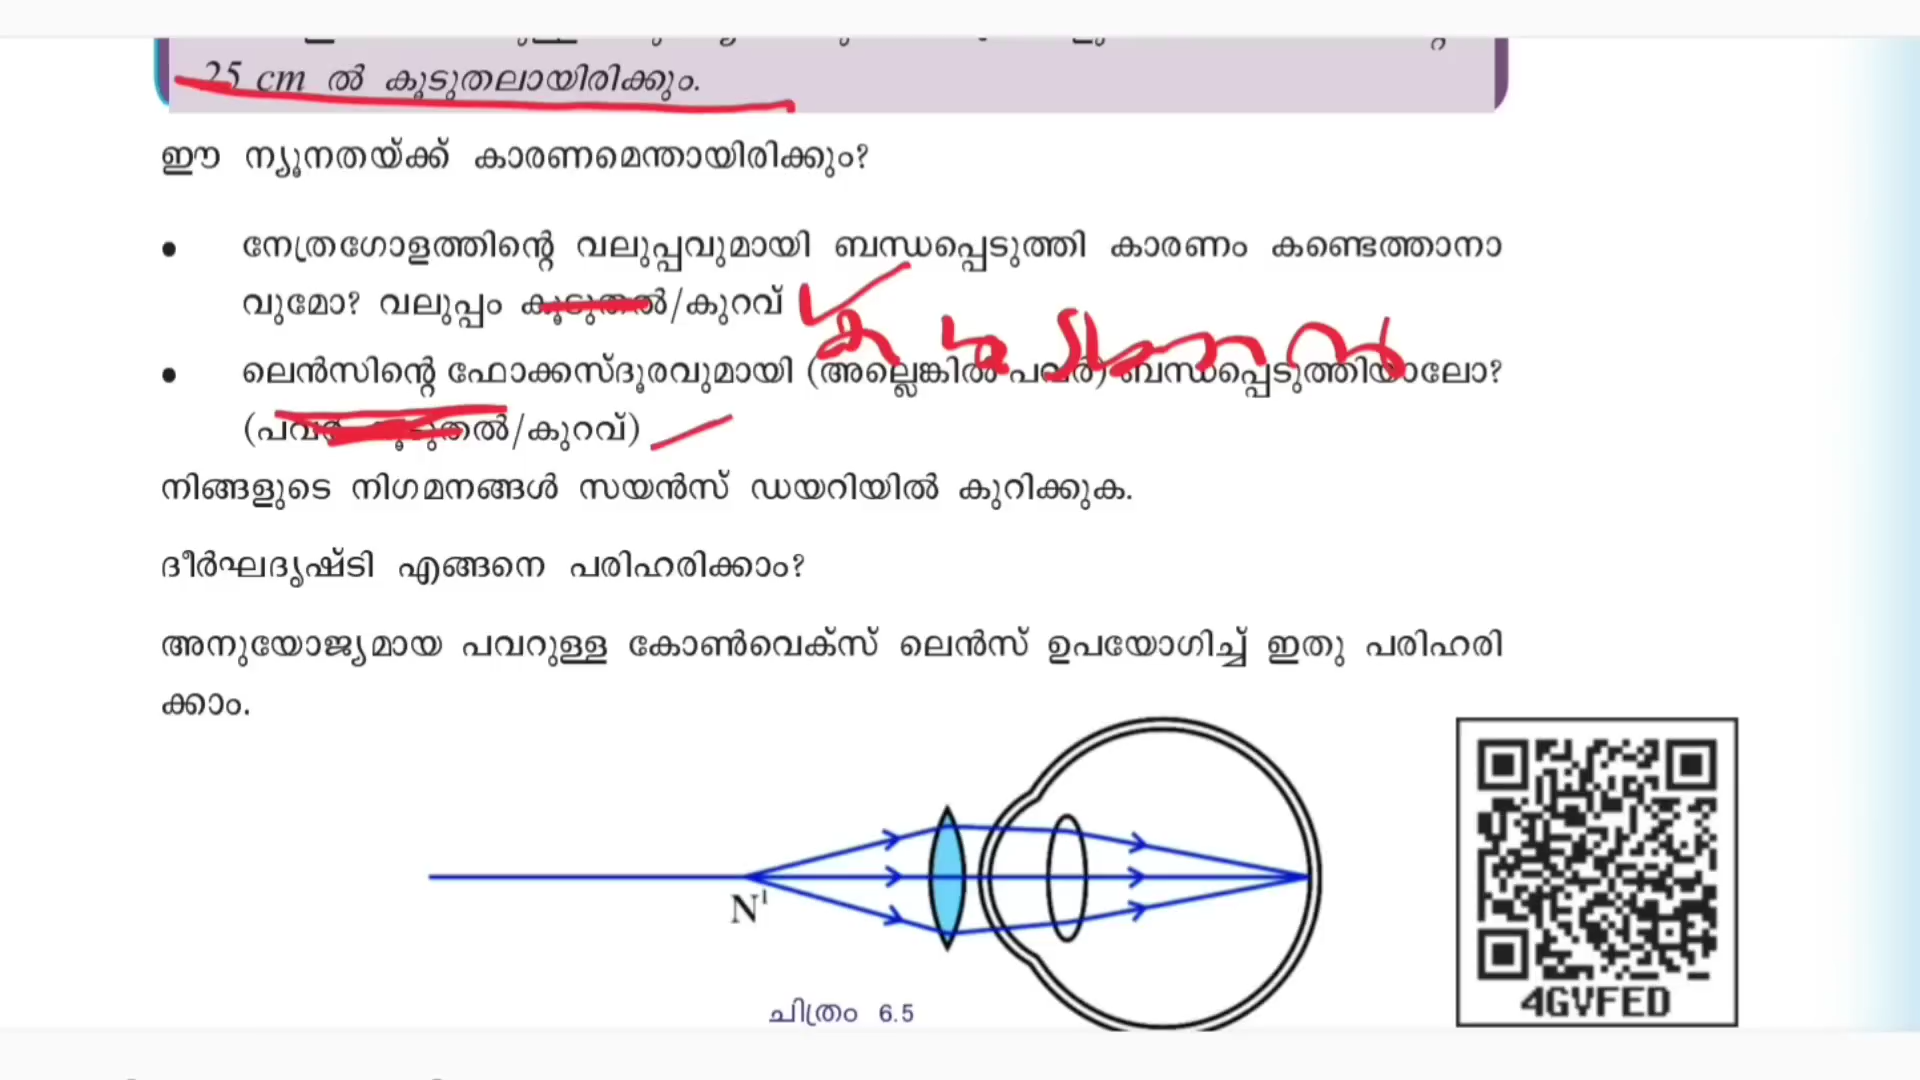 25 cm ൽ കൂടുതലായിരിക്കും.
ഈ ന്യൂനതയ്ക്ക് കാരണമെന്തായിരിക്കും?
• നേത്രഗോളത്തിന്റെ വലുപ്പവുമായി ബന്ധപ്പെടുത്തി കാരണം കണ്ടെത്താനാ
വുമോ? വലുപ്പം കൂടുതൽ/കുറവ്
• ലെൻസിന്റെ ഫോക്കസ്ദൂരവുമായി (അല്ലെങ്കിൽ പവർ) ബന്ധപ്പെടുത്തിയാലോ?
(പവർ കൂടുതൽ/കുറവ്)
നിങ്ങളുടെ നിഗമനങ്ങൾ സയൻസ് ഡയറിയിൽ കുറിക്കുക.
ദീർഘദൃഷ്ടി എങ്ങനെ പരിഹരിക്കാം?
അനുയോജ്യമായ പവറുള്ള കോൺവെക്സ് ലെൻസ് ഉപയോഗിച്ച് ഇതു പരിഹരി
ക്കാം.
N'
ചിത്രം 6.5
4GVFED